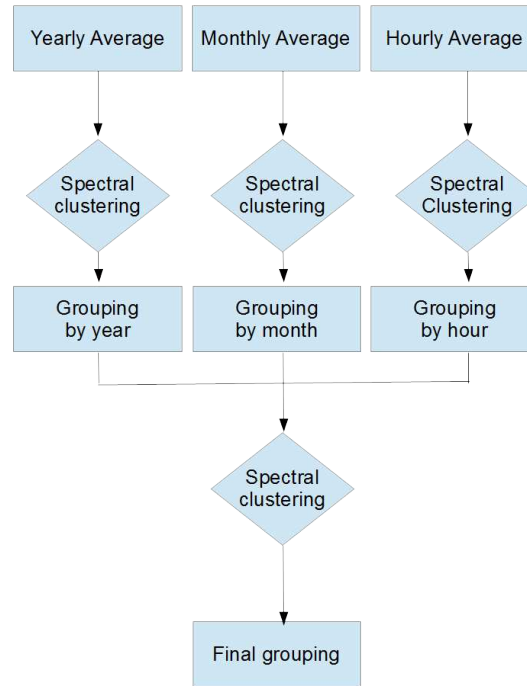 Yearly Average
Monthly Average
Hourly Average
Spectral
clustering
Spectral
clustering
Spectral
Clustering
Grouping
by year
Grouping
by month
Grouping
by hour
Spectral
clustering
Final grouping